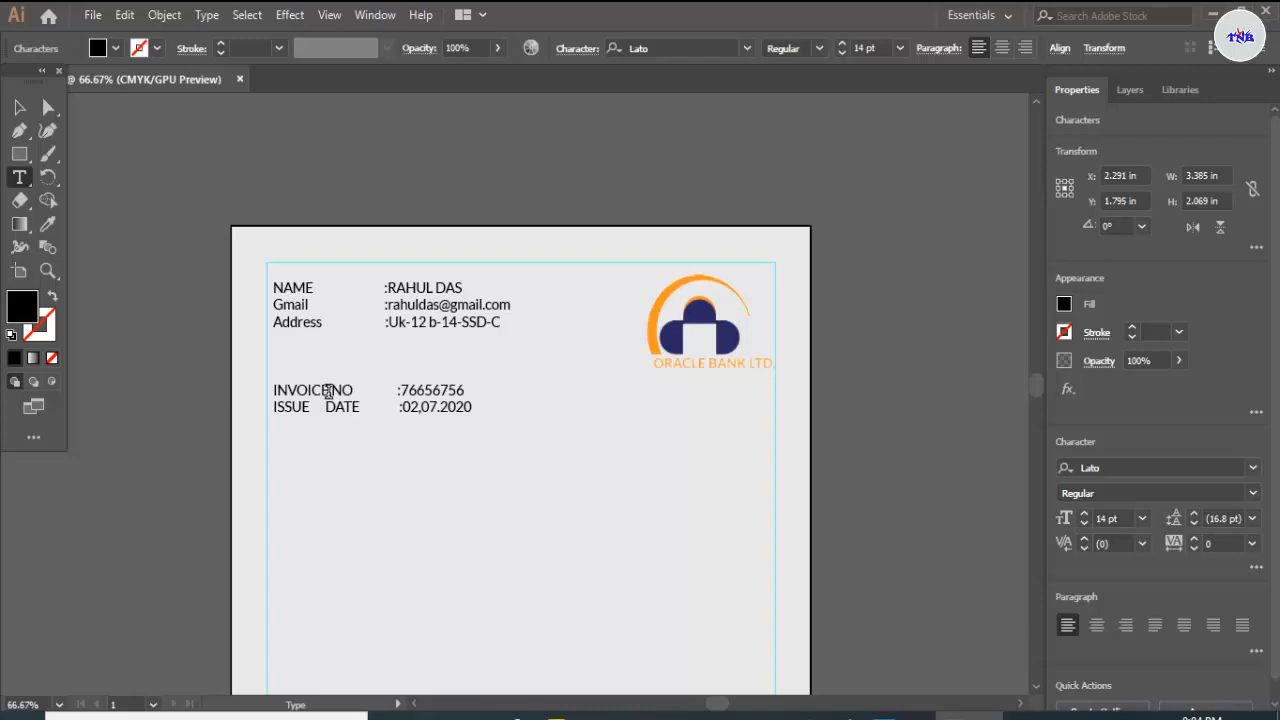 Ai File Edit Object Type Select Effect View Window Help Essentials Search Adobe Stock
TNR
Characters Stroke: Opacity: 100% Character: Lato Regular 14 pt Paragraph: Align Transform
@ 66.67% (CMYK/GPU Preview) ×
Properties Layers Libraries
Characters
Transform
X: 2.291 in W: 3.385 in
Y: 1.795 in H: 2.069 in
0°
Appearance
Fill
Stroke
Opacity 100%
fx.
Character
Lato
Regular
14 pt (16.8 pt)
(0) 0
Paragraph
Quick Actions
NAME :RAHUL DAS
Gmail :rahuldas@gmail.com
Address :Uk-12 b-14-SSD-C
ORACLE BANK LTD.
INVOICE NO :76656756
ISSUE DATE :02,07.2020
66.67% 1 Type